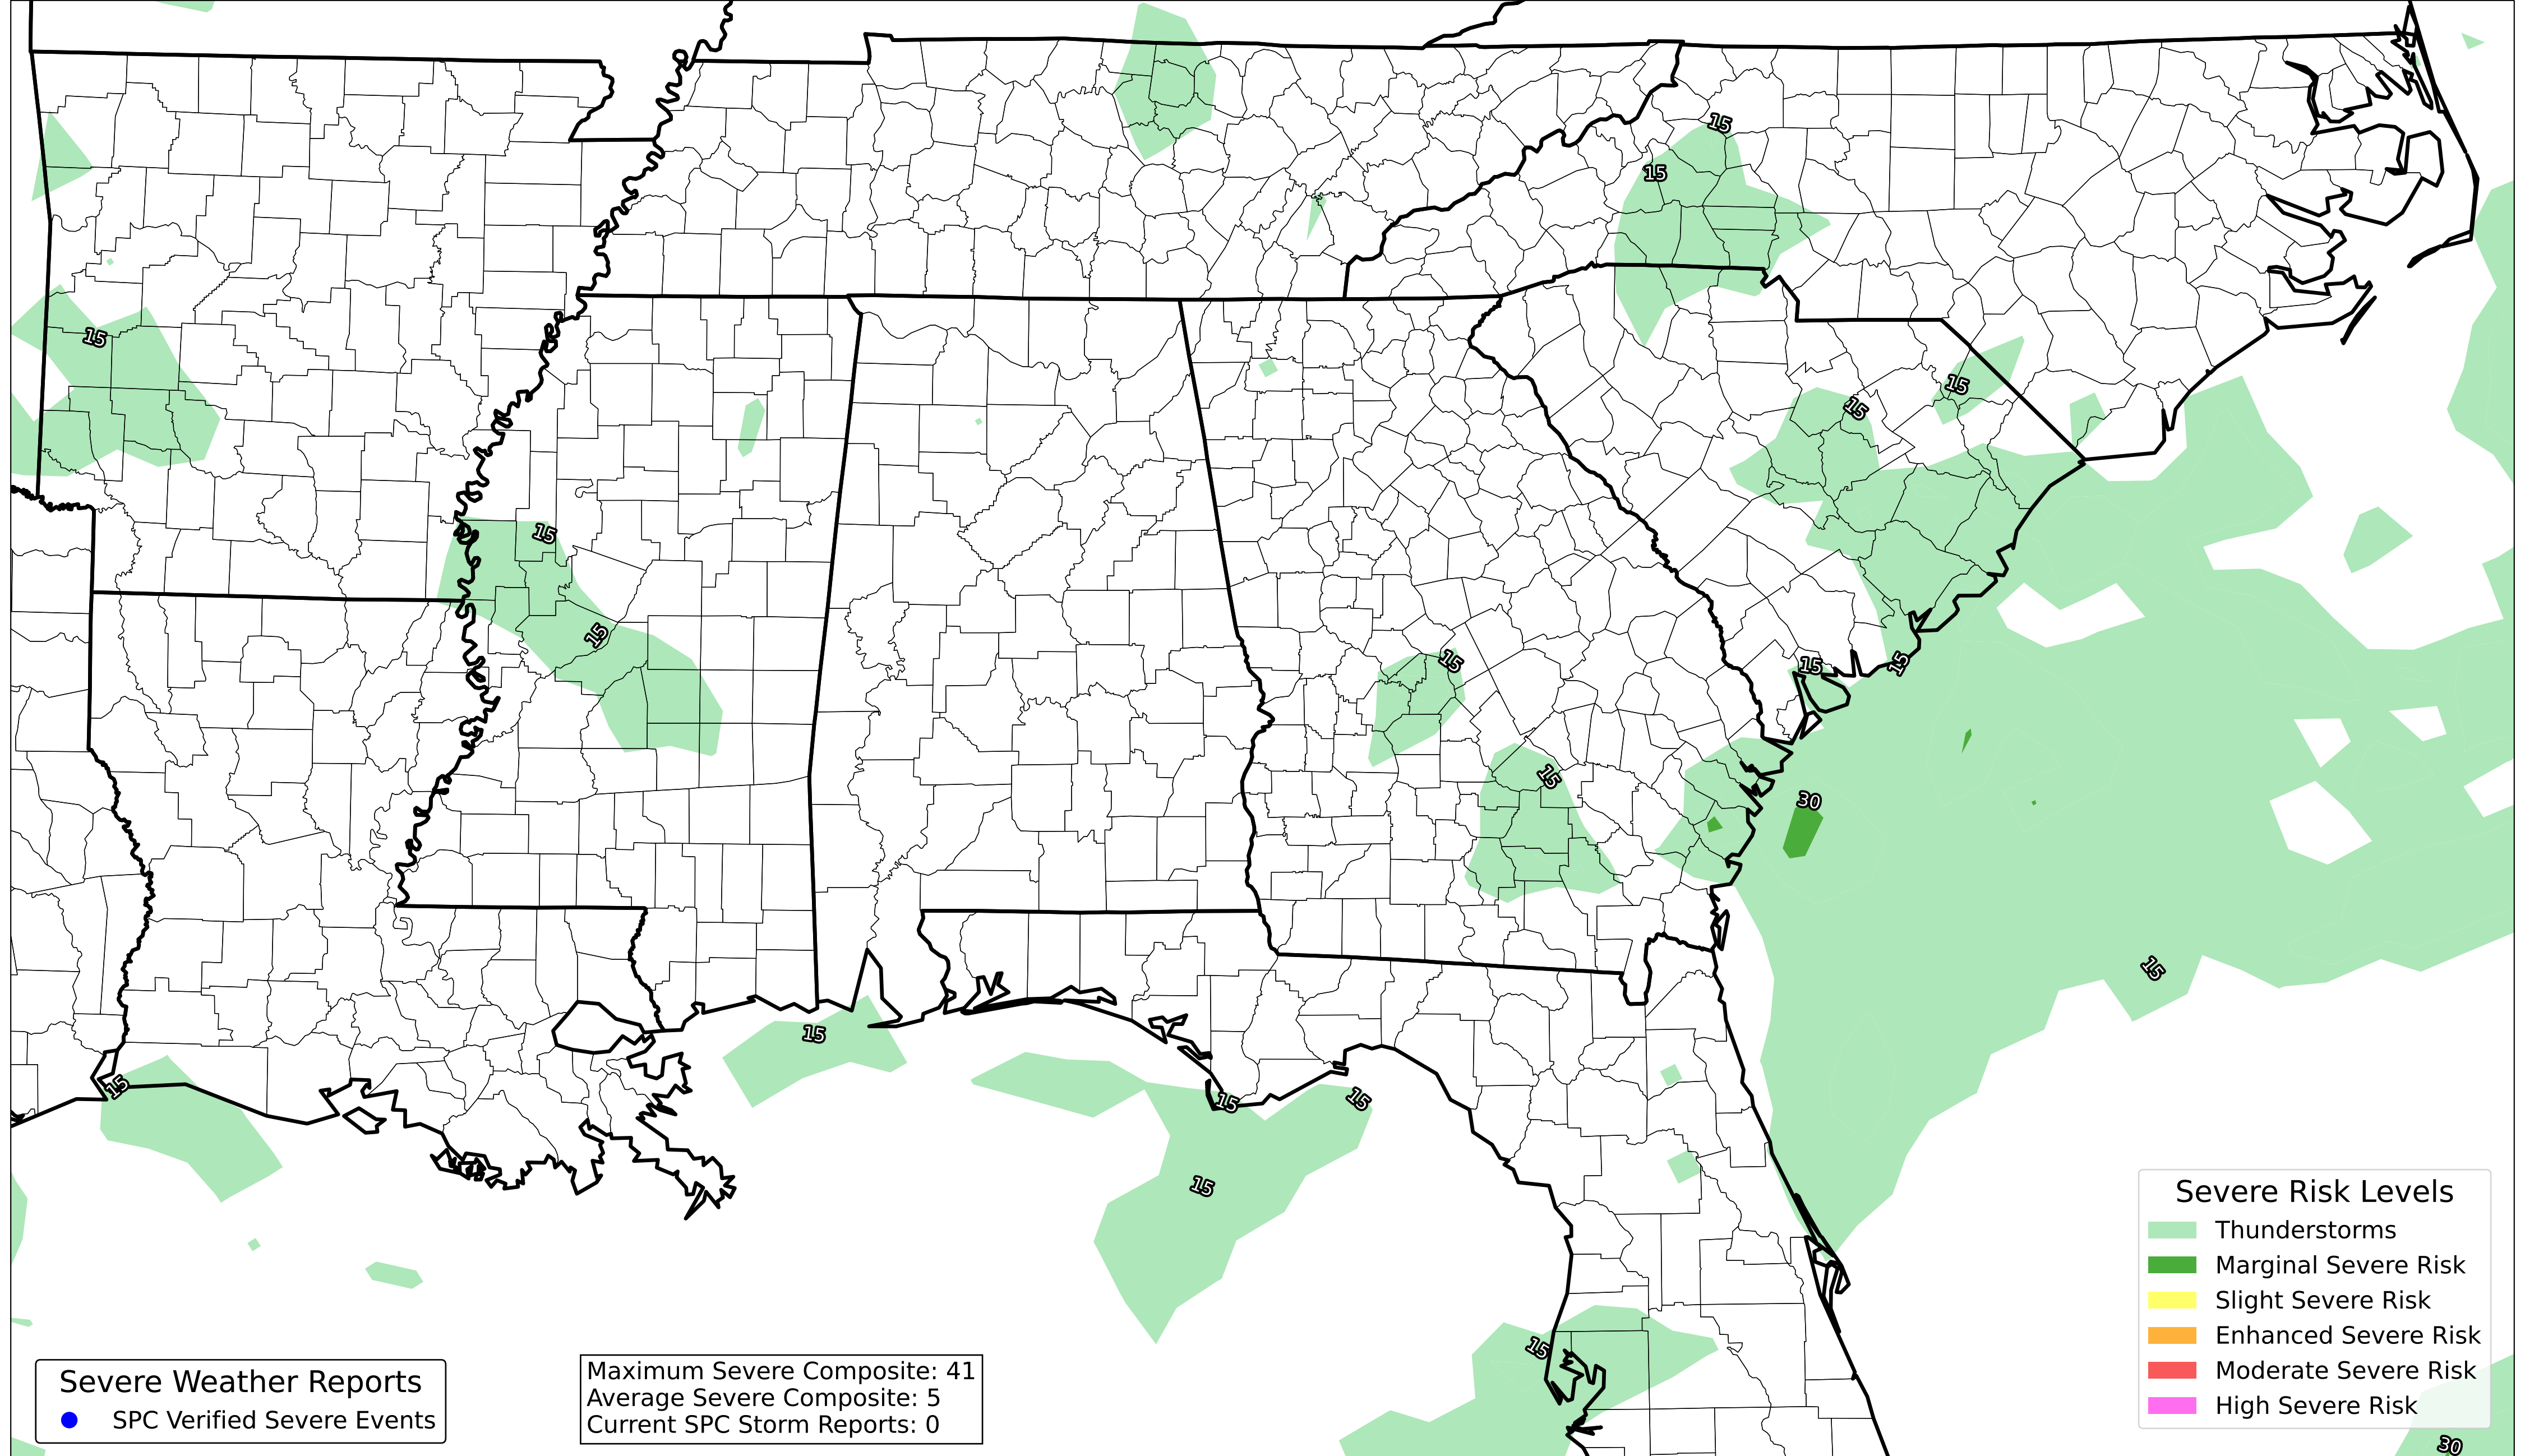 15
15
15
15
15
15
15
15
15
15
15
30
15
15
15
15
15
15
15
15
30
Severe Risk Levels
Thunderstorms
Marginal Severe Risk
Slight Severe Risk
Enhanced Severe Risk
Moderate Severe Risk
High Severe Risk
Severe Weather Reports
SPC Verified Severe Events
Maximum Severe Composite: 41
Average Severe Composite: 5
Current SPC Storm Reports: 0